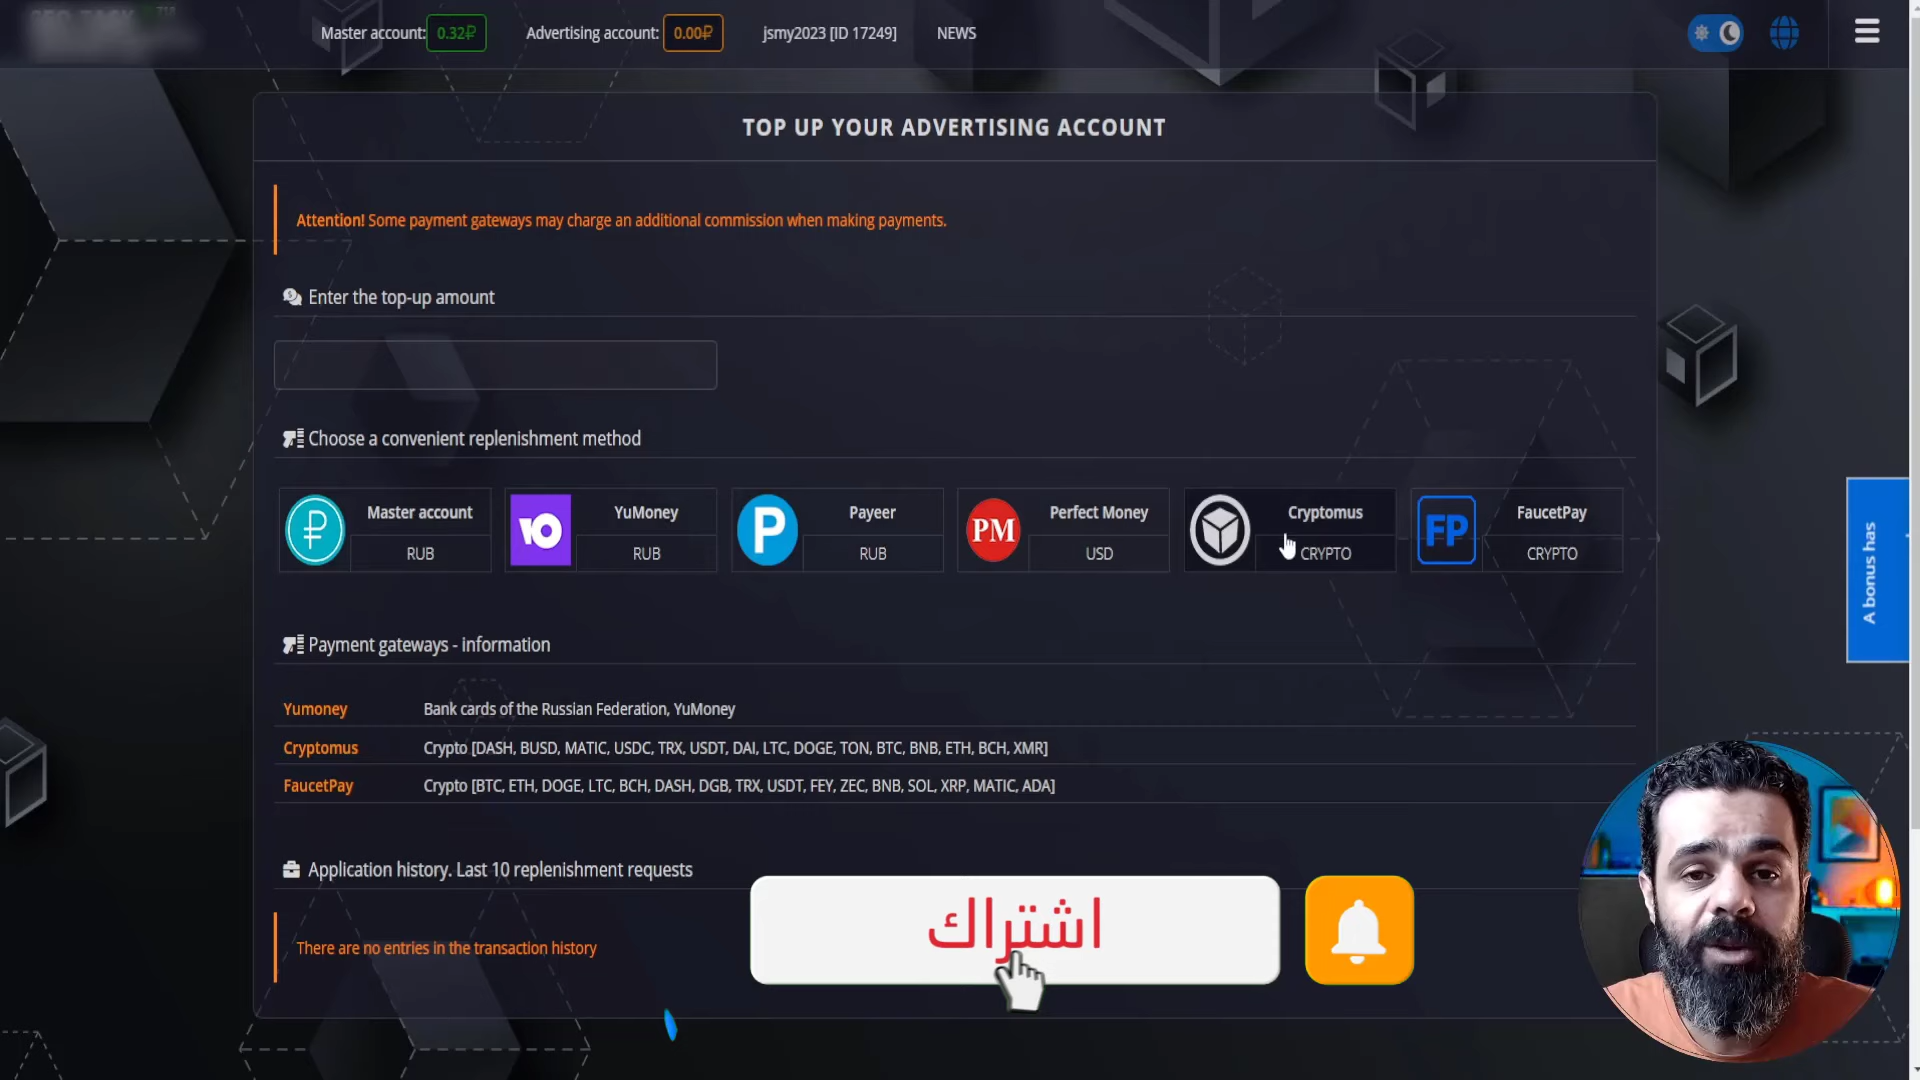 Master account: 0.32₽ Advertising account: 0.00₽ jsmy2023 [ID 17249] NEWS
TOP UP YOUR ADVERTISING ACCOUNT
Attention! Some payment gateways may charge an additional commission when making payments.
Enter the top-up amount
Choose a convenient replenishment method
Master account
RUB
YuMoney
RUB
P
Payeer
RUB
PM
Perfect Money
USD
Cryptomus
CRYPTO
FP
FaucetPay
CRYPTO
A bonus has
Payment gateways - information
Yumoney Bank cards of the Russian Federation, YuMoney
Cryptomus Crypto [DASH, BUSD, MATIC, USDC, TRX, USDT, DAI, LTC, DOGE, TON, BTC, BNB, ETH, BCH, XMR]
FaucetPay Crypto [BTC, ETH, DOGE, LTC, BCH, DASH, DGB, TRX, USDT, FEY, ZEC, BNB, SOL, XRP, MATIC, ADA]
Application history. Last 10 replenishment requests
There are no entries in the transaction history
اشتراك